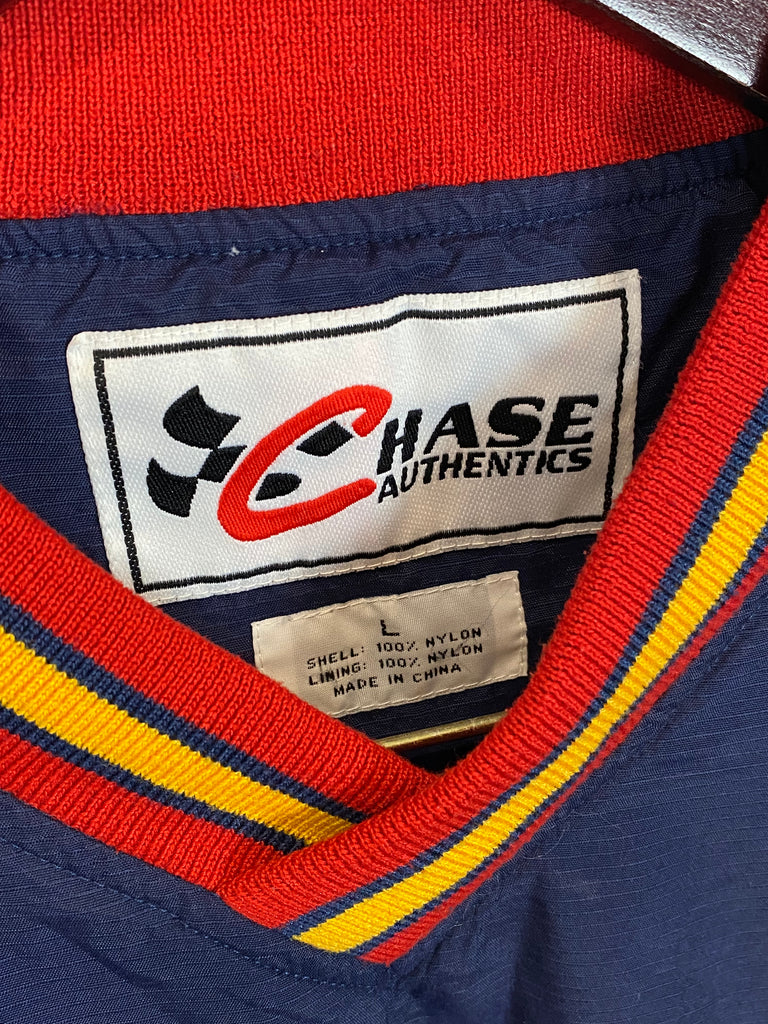 CHASE
AUTHENTICS
L
SHELL: 100% NYLON
LINING: 100% NYLON
MADE IN CHINA